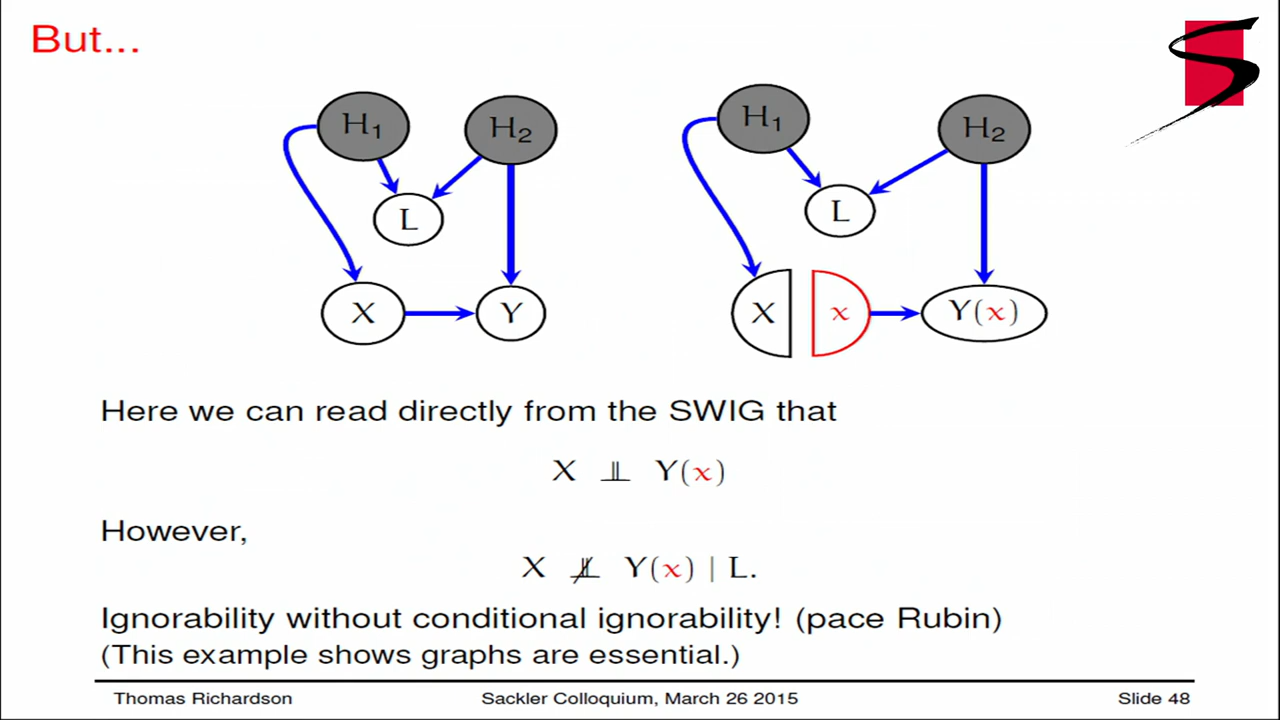 But...
H₁ H₂ H₁ H₂
L L
X Y X x Y(x)
Here we can read directly from the SWIG that
X ⫫ Y(x)
However,
X ⫫̸ Y(x) | L.
Ignorability without conditional ignorability! (pace Rubin)
(This example shows graphs are essential.)
Thomas Richardson Sackler Colloquium, March 26 2015 Slide 48